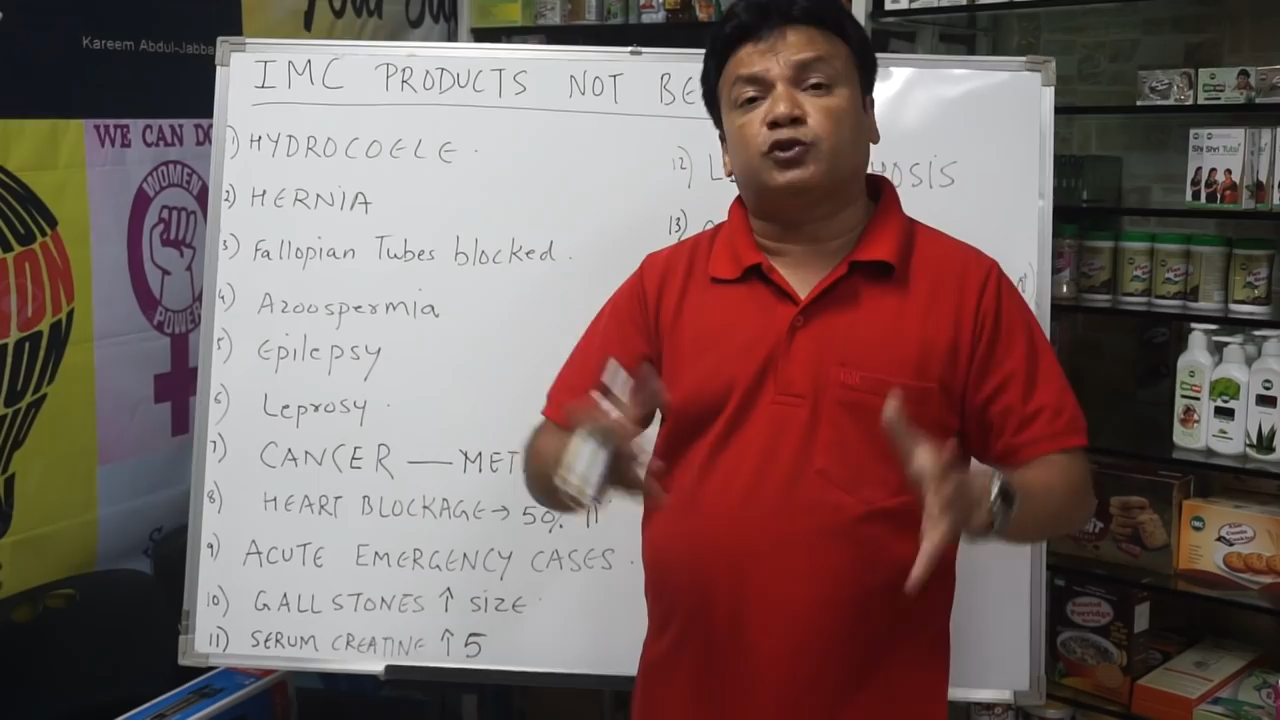 Kareem Abdul-Jabba
IMC PRODUCTS NOT BE
1) HYDROCOELE.
2) HERNIA
3) Fallopian Tubes blocked.
4) Azoospermia
5) Epilepsy
6) Leprosy.
7) CANCER — MET
8) HEART BLOCKAGE → 50%
9) ACUTE EMERGENCY CASES.
10) GALL STONES ↑ SIZE
11) SERUM CREATINE ↑ 5
12) L
OSIS
13)
WE CAN DO
WOMEN
POWER
ION
Shri Tulsi
IMC